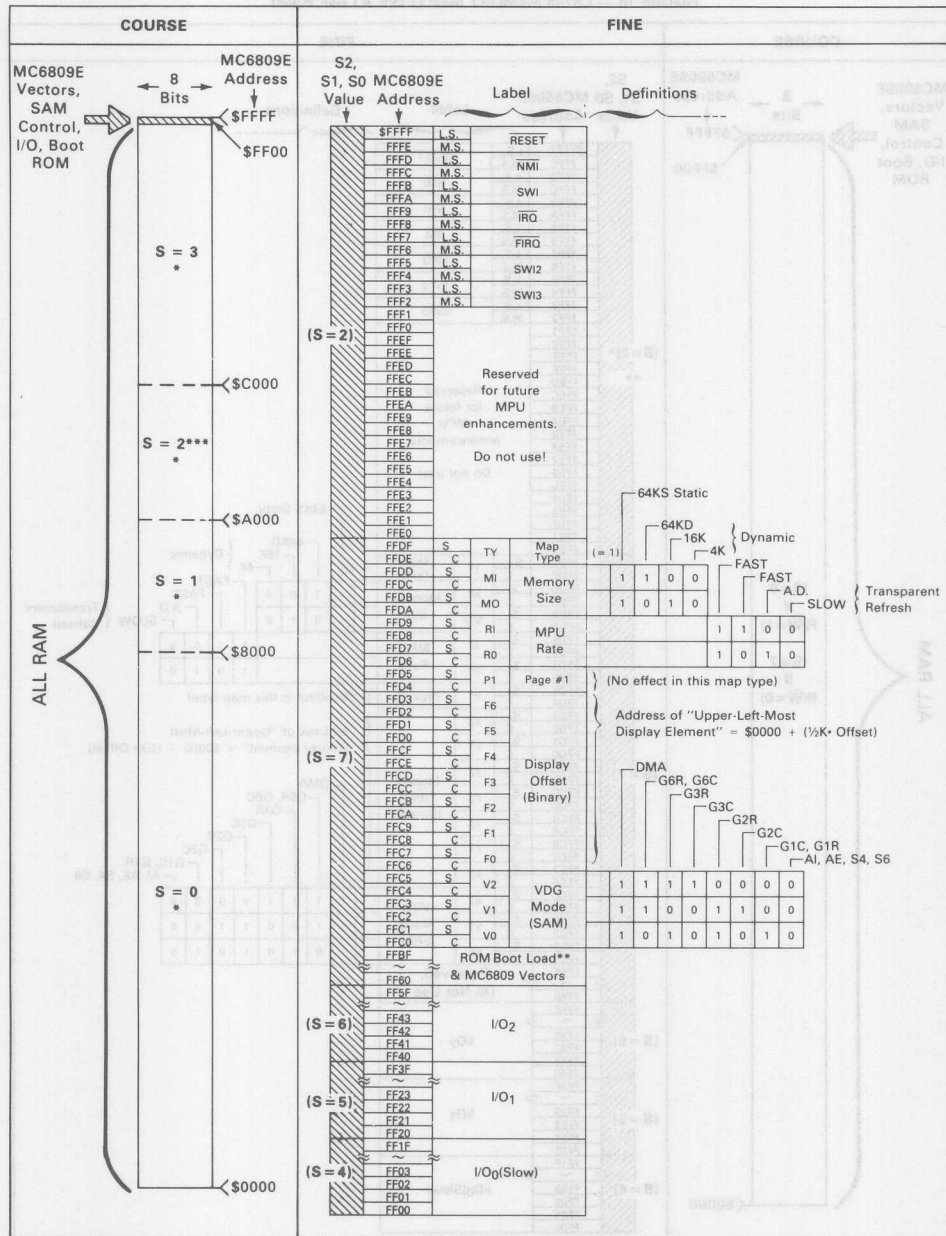 COURSE
MC6809E
Vectors,
SAM
Control,
I/O, Boot
ROM
8
Bits
MC6809E
Address
$FFFF
$FF00
S = 3
*
$C000
S = 2***
*
$A000
S = 1
*
$8000
ALL RAM
S = 0
*
$0000
FINE
S2,
S1, S0
Value
MC6809E
Address
Label
Definitions
$FFFF L.S.
FFFE M.S.
RESET
FFFD L.S.
FFFC M.S.
NMI
FFFB L.S.
FFFA M.S.
SWI
FFF9 L.S.
FFF8 M.S.
IRQ
FFF7 L.S.
FFF6 M.S.
FIRQ
FFF5 L.S.
FFF4 M.S.
SWI2
FFF3 L.S.
FFF2 M.S.
SWI3
(S = 2)
FFF1
FFF0
FFEF
FFEE
FFED
FFEC
FFEB
FFEA
FFE9
FFE8
FFE7
FFE6
FFE5
FFE4
FFE3
FFE2
FFE1
FFE0
Reserved
for future
MPU
enhancements.
Do not use!
64KS Static
64KD
16K
4K
Dynamic
FFDF S
FFDE C
TY
Map
Type
(= 1)
FAST
FAST
A.D.
SLOW
Transparent
Refresh
FFDD S
FFDC C
MI
Memory
Size
1 1 0 0
FFDB S
FFDA C
MO
1 0 1 0
FFD9 S
FFD8 C
RI
MPU
Rate
1 1 0 0
FFD7 S
FFD6 C
R0
1 0 1 0
FFD5 S
FFD4 C
P1
Page #1
(No effect in this map type)
FFD3 S
FFD2 C
F6
FFD1 S
FFD0 C
F5
Address of "Upper-Left-Most
Display Element" = $0000 + (½K• Offset)
(S = 7)
FFCF S
FFCE C
F4
FFCD S
FFCC C
F3
Display
Offset
(Binary)
FFCB S
FFCA C
F2
FFC9 S
FFC8 C
F1
FFC7 S
FFC6 C
F0
DMA
G6R, G6C
G3R
G3C
G2R
G2C
G1C, G1R
AI, AE, S4, S6
FFC5 S
FFC4 C
V2
VDG
Mode
(SAM)
1 1 1 1 0 0 0 0
FFC3 S
FFC2 C
V1
1 1 0 0 1 1 0 0
FFC1 S
FFC0 C
V0
1 0 1 0 1 0 1 0
FFBF
~
FF60
ROM Boot Load**
& MC6809 Vectors
FF5F
~
(S = 6)
FF43
FF42
FF41
FF40
I/O2
FF3F
~
(S = 5)
FF23
FF22
FF21
FF20
I/O1
FF1F
~
(S = 4)
FF03
FF02
FF01
FF00
I/O0(Slow)